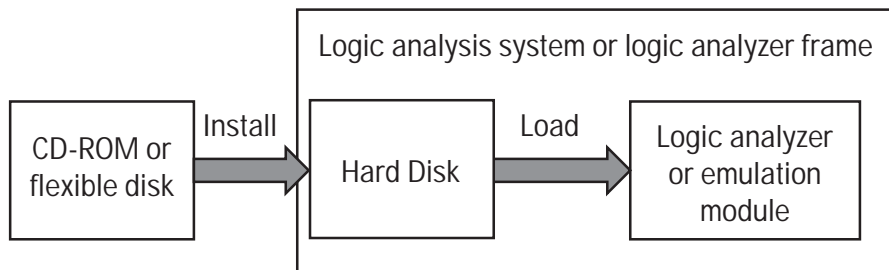 Logic analysis system or logic analyzer frame
CD-ROM or
flexible disk
Install
Hard Disk
Load
Logic analyzer
or emulation
module